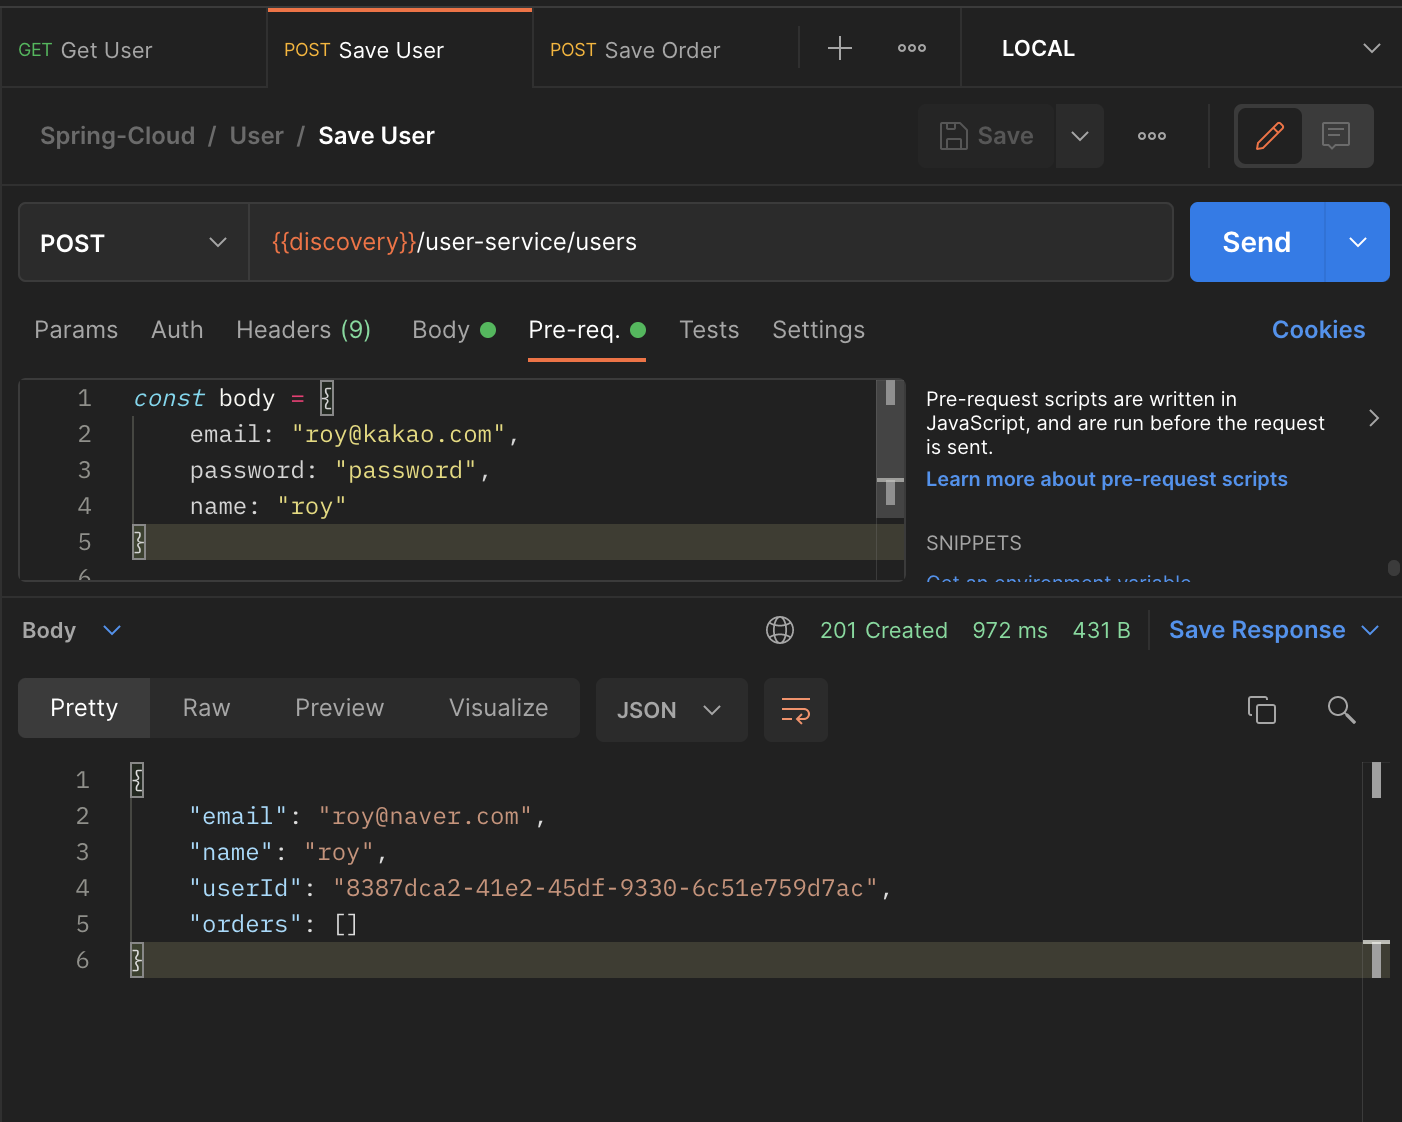 GET Get User
POST Save User
POST Save Order
LOCAL
Spring-Cloud / User / Save User
Save
POST
{{discovery}}/user-service/users
Send
Params Auth Headers (9) Body Pre-req. Tests Settings
Cookies
1 const body = {
2 email: "roy@kakao.com",
3 password: "password",
4 name: "roy"
5 }
6
Pre-request scripts are written in
JavaScript, and are run before the request
is sent.
Learn more about pre-request scripts
SNIPPETS
Get an environment variable
Body
201 Created 972 ms 431 B
Save Response
Pretty Raw Preview Visualize
JSON
1 {
2 "email": "roy@naver.com",
3 "name": "roy",
4 "userId": "8387dca2-41e2-45df-9330-6c51e759d7ac",
5 "orders": []
6 }